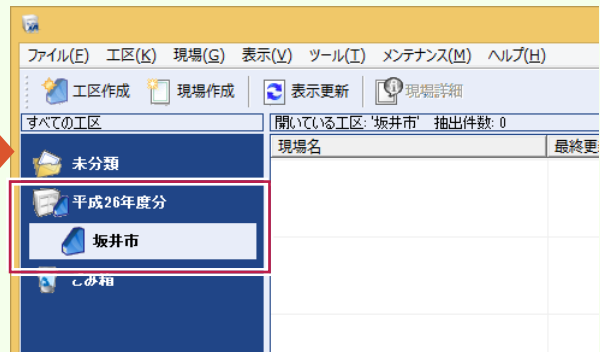 ファイル(F) 工区(K) 現場(G) 表示(V) ツール(T) メンテナンス(M) ヘルプ(H)
工区作成 現場作成 表示更新 現場詳細
すべての工区
開いている工区: '坂井市' 抽出件数: 0
現場名 最終更
未分類
平成26年度分
坂井市
ごみ箱